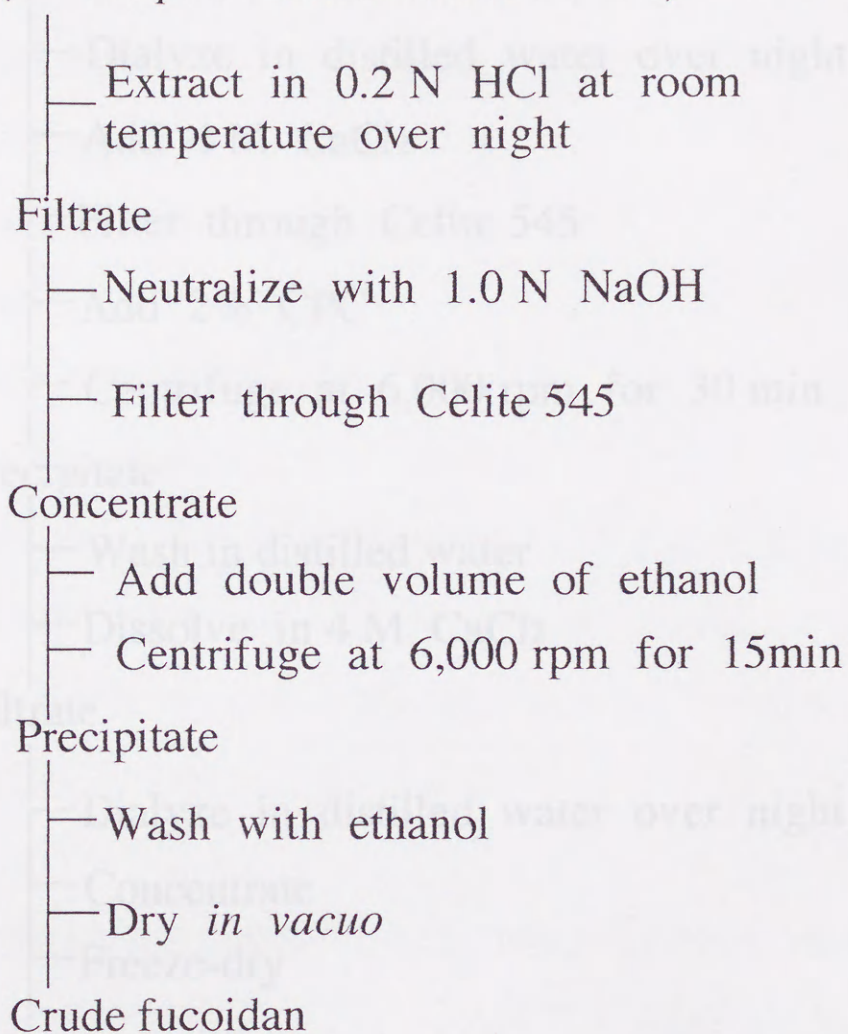 Extract in 0.2 N HCl at room
temperature over night
Filtrate
Neutralize with 1.0 N NaOH
Filter through Celite 545
Concentrate
Add double volume of ethanol
Centrifuge at 6,000 rpm for 15min
Precipitate
Wash with ethanol
Dry in vacuo
Crude fucoidan